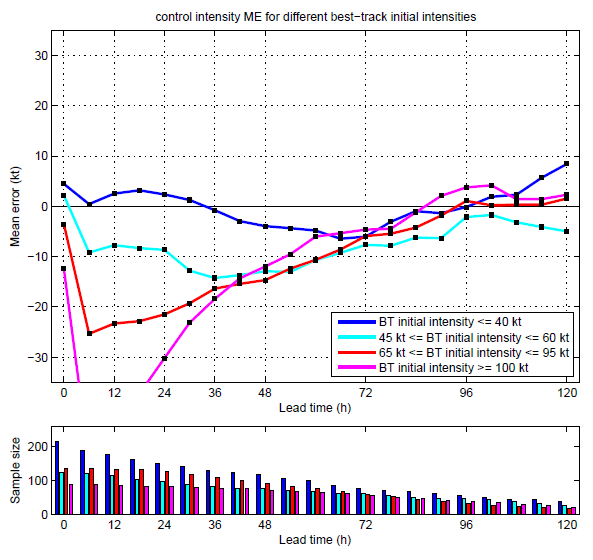 control intensity ME for different best-track initial intensities
30
20
10
0
-10
-20
-30
Mean error (kt)
BT initial intensity <= 40 kt
45 kt <= BT initial intensity <= 60 kt
65 kt <= BT initial intensity <= 95 kt
BT initial intensity >= 100 kt
0 12 24 36 48 72 96 120
Lead time (h)
200
100
0
Sample size
0 12 24 36 48 72 96 120
Lead time (h)